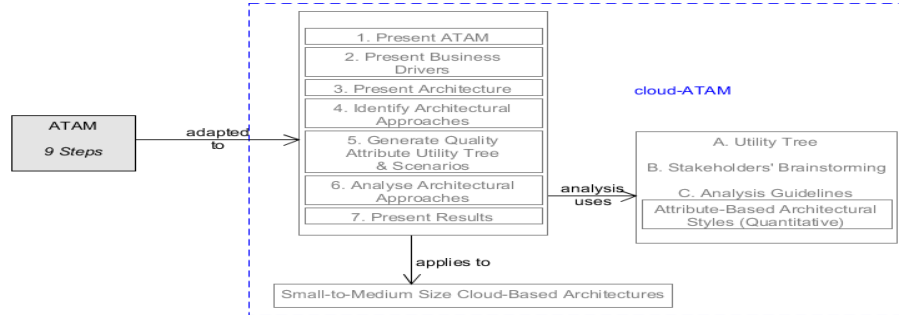 1. Present ATAM
2. Present Business
Drivers
3. Present Architecture
4. Identify Architectural
Approaches
5. Generate Quality
Attribute Utility Tree
& Scenarios
6. Analyse Architectural
Approaches
7. Present Results
cloud-ATAM
ATAM
9 Steps
adapted
to
analysis
uses
A. Utility Tree
B. Stakeholders' Brainstorming
C. Analysis Guidelines
Attribute-Based Architectural
Styles (Quantitative)
applies to
Small-to-Medium Size Cloud-Based Architectures